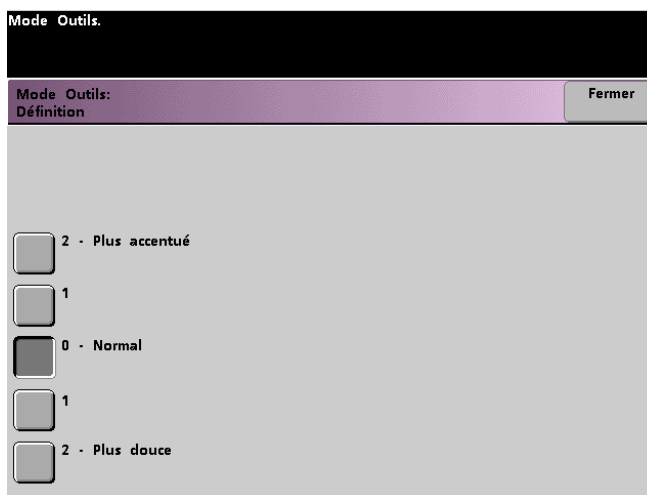 Mode Outils.
Mode Outils:
Définition
Fermer
2 - Plus accentué
1
0 - Normal
1
2 - Plus douce